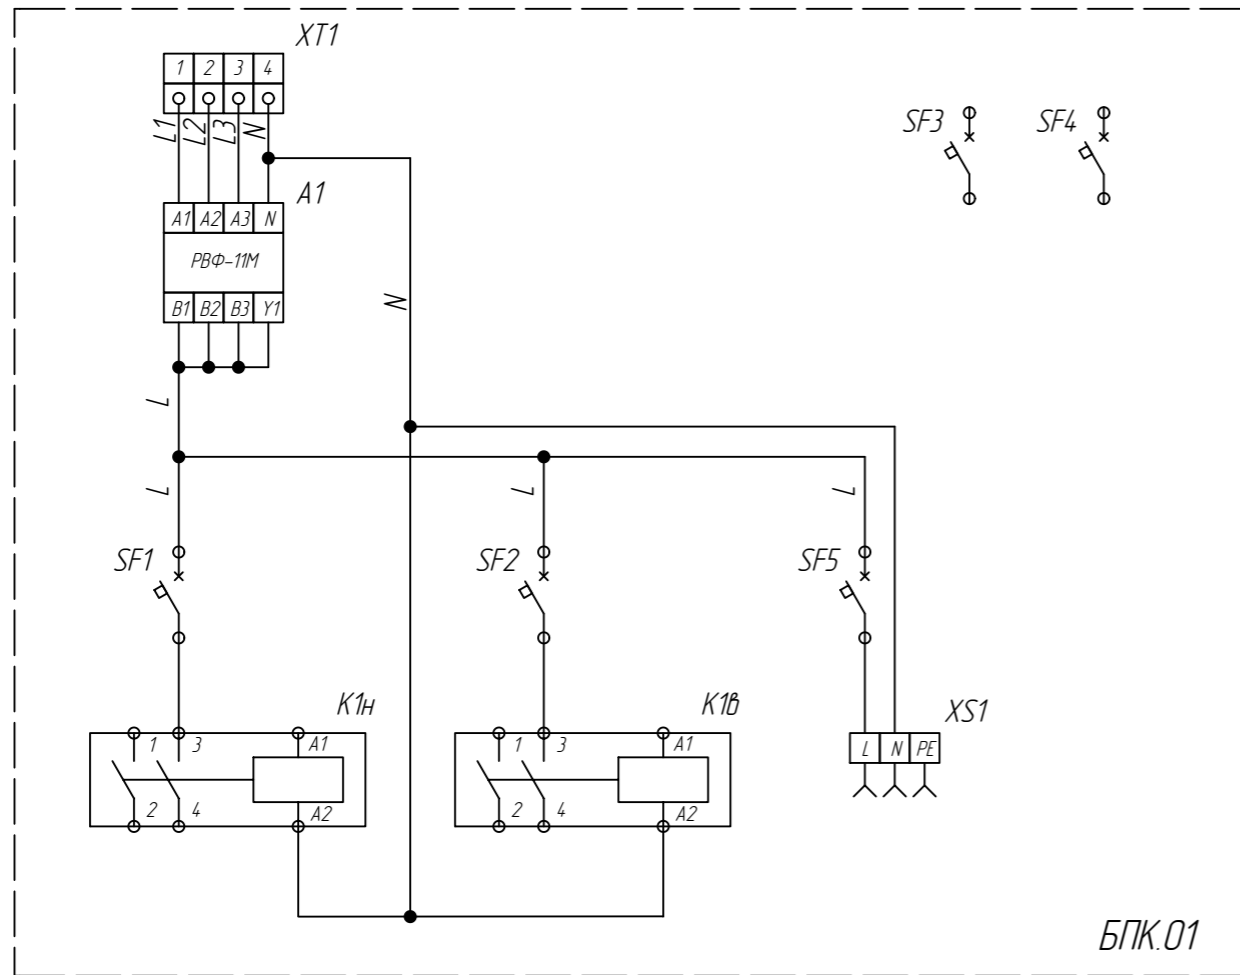 XT1
1 2 3 4
L1 L2 L3 N
SF3 SF4
A1
A1 A2 A3 N
РВФ-11М
B1 B2 B3 Y1
N
L
L L L
SF1 SF2 SF5
К1н К1в XS1
1 3 A1
2 4 A2
1 3 A1
2 4 A2
L N PE
БПК.01